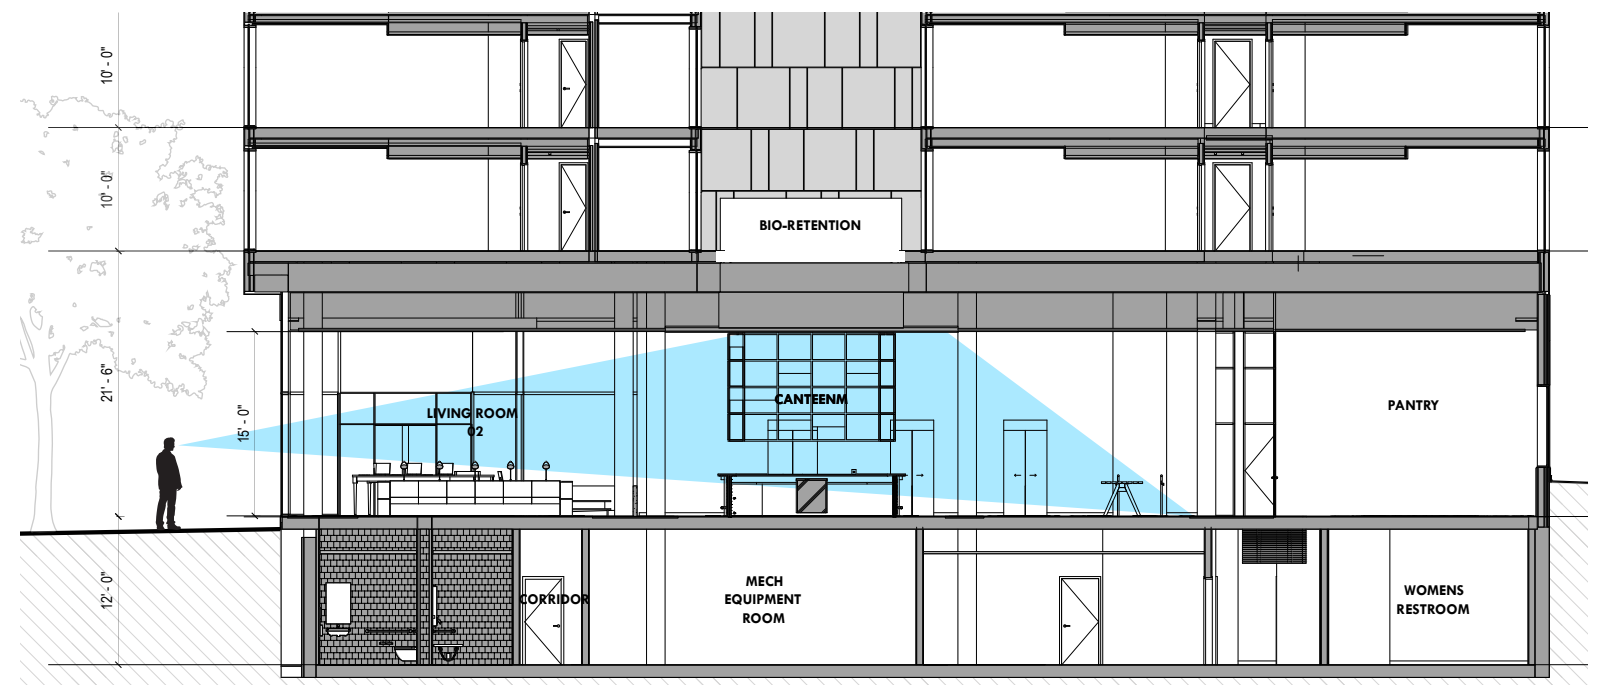 10' - 0"
10' - 0"
BIO-RETENTION
21' - 6"
15' - 0"
LIVING ROOM
02
CANTEENM
PANTRY
12' - 0"
CORRIDOR
MECH
EQUIPMENT
ROOM
WOMENS
RESTROOM